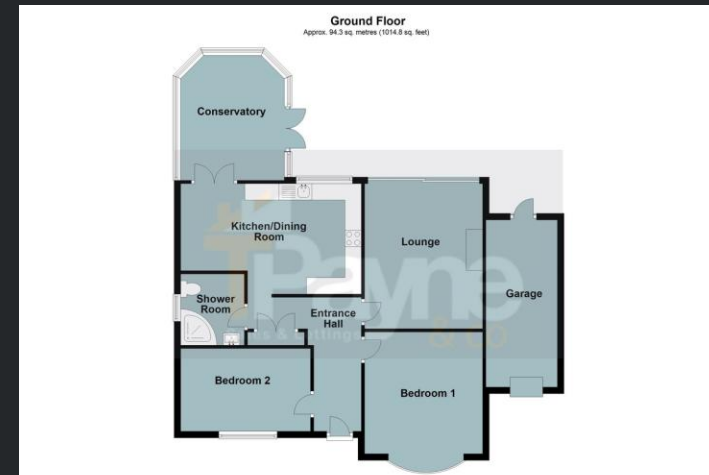 Ground Floor
Approx. 94.3 sq. metres (1014.8 sq. feet)
Conservatory
Kitchen/Dining
Room
Lounge
Garage
Shower
Room
Entrance
Hall
Bedroom 2
Bedroom 1
Payne
& CO